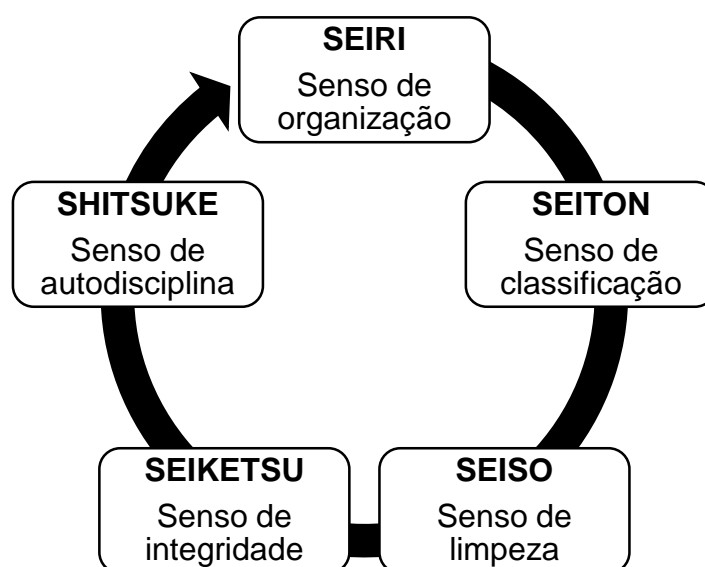 SEIRI
Senso de
organização
SEITON
Senso de
classificação
SEISO
Senso de
limpeza
SEIKETSU
Senso de
integridade
SHITSUKE
Senso de
autodisciplina